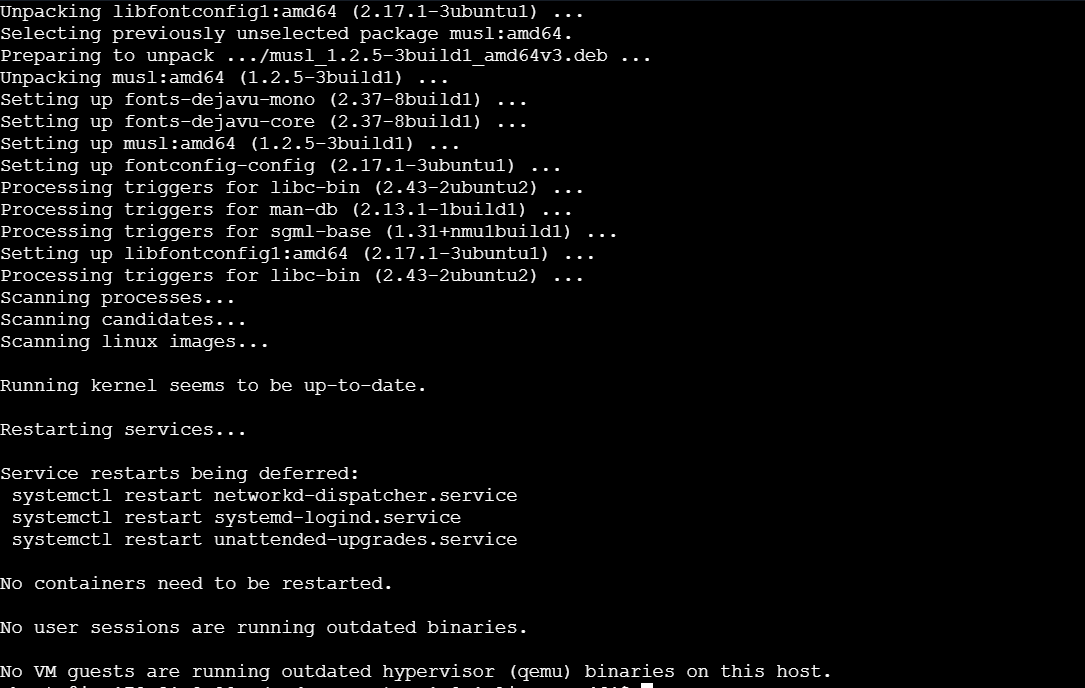 Unpacking libfontconfig1:amd64 (2.17.1-3ubuntu1) ...
Selecting previously unselected package musl:amd64.
Preparing to unpack .../musl_1.2.5-3build1_amd64v3.deb ...
Unpacking musl:amd64 (1.2.5-3build1) ...
Setting up fonts-dejavu-mono (2.37-8build1) ...
Setting up fonts-dejavu-core (2.37-8build1) ...
Setting up musl:amd64 (1.2.5-3build1) ...
Setting up fontconfig-config (2.17.1-3ubuntu1) ...
Processing triggers for libc-bin (2.43-2ubuntu2) ...
Processing triggers for man-db (2.13.1-1build1) ...
Processing triggers for sgml-base (1.31+nmu1build1) ...
Setting up libfontconfig1:amd64 (2.17.1-3ubuntu1) ...
Processing triggers for libc-bin (2.43-2ubuntu2) ...
Scanning processes...
Scanning candidates...
Scanning linux images...
Running kernel seems to be up-to-date.
Restarting services...
Service restarts being deferred:
systemctl restart networkd-dispatcher.service
systemctl restart systemd-logind.service
systemctl restart unattended-upgrades.service
No containers need to be restarted.
No user sessions are running outdated binaries.
No VM guests are running outdated hypervisor (qemu) binaries on this host.